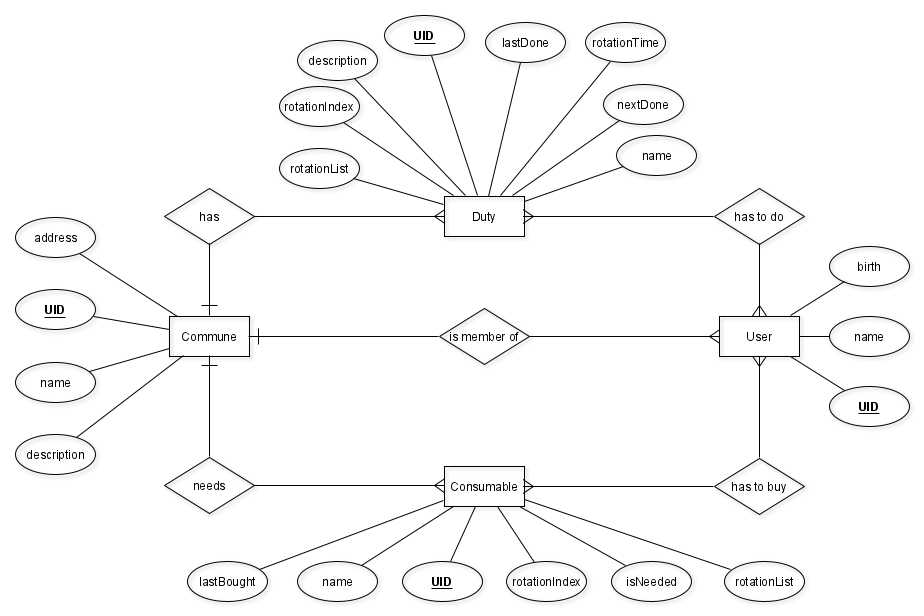 UID
lastDone
rotationTime
description
rotationIndex
nextDone
name
rotationList
has
Duty
has to do
address
birth
UID
Commune
is member of
User
name
name
UID
description
needs
Consumable
has to buy
lastBought
name
UID
rotationIndex
isNeeded
rotationList